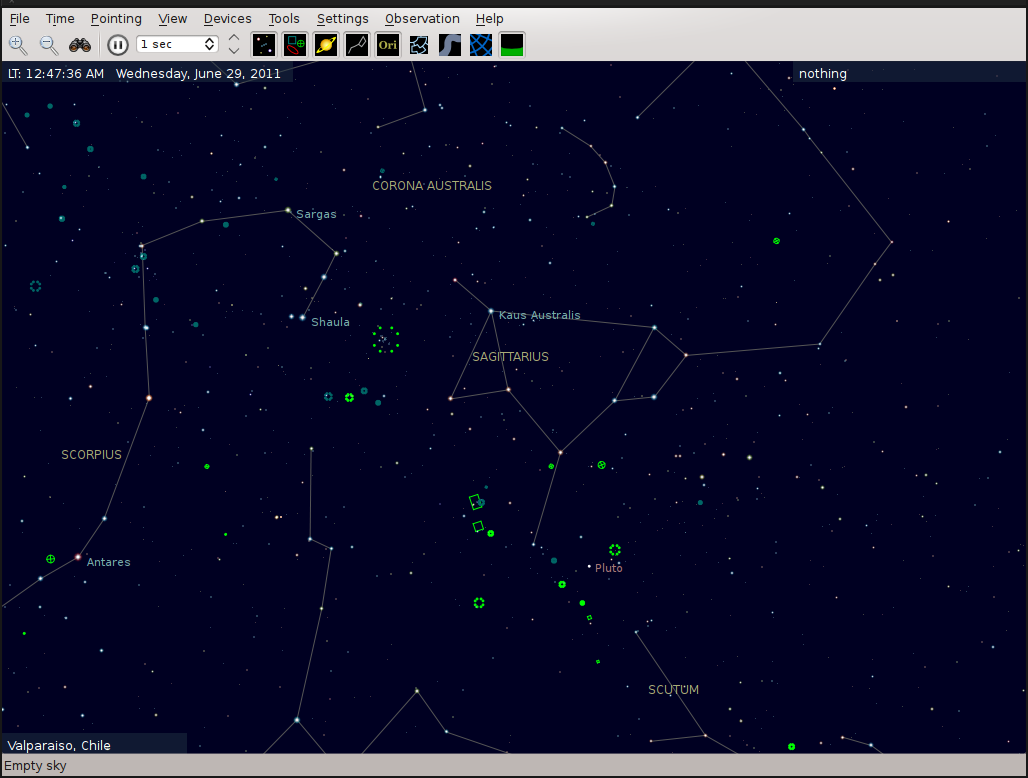 File Time Pointing View Devices Tools Settings Observation Help
1 sec Ori
LT: 12:47:36 AM Wednesday, June 29, 2011
nothing
CORONA AUSTRALIS
Sargas
Kaus Australis
Shaula
SAGITTARIUS
SCORPIUS
Antares
Pluto
SCUTUM
Valparaiso, Chile
Empty sky